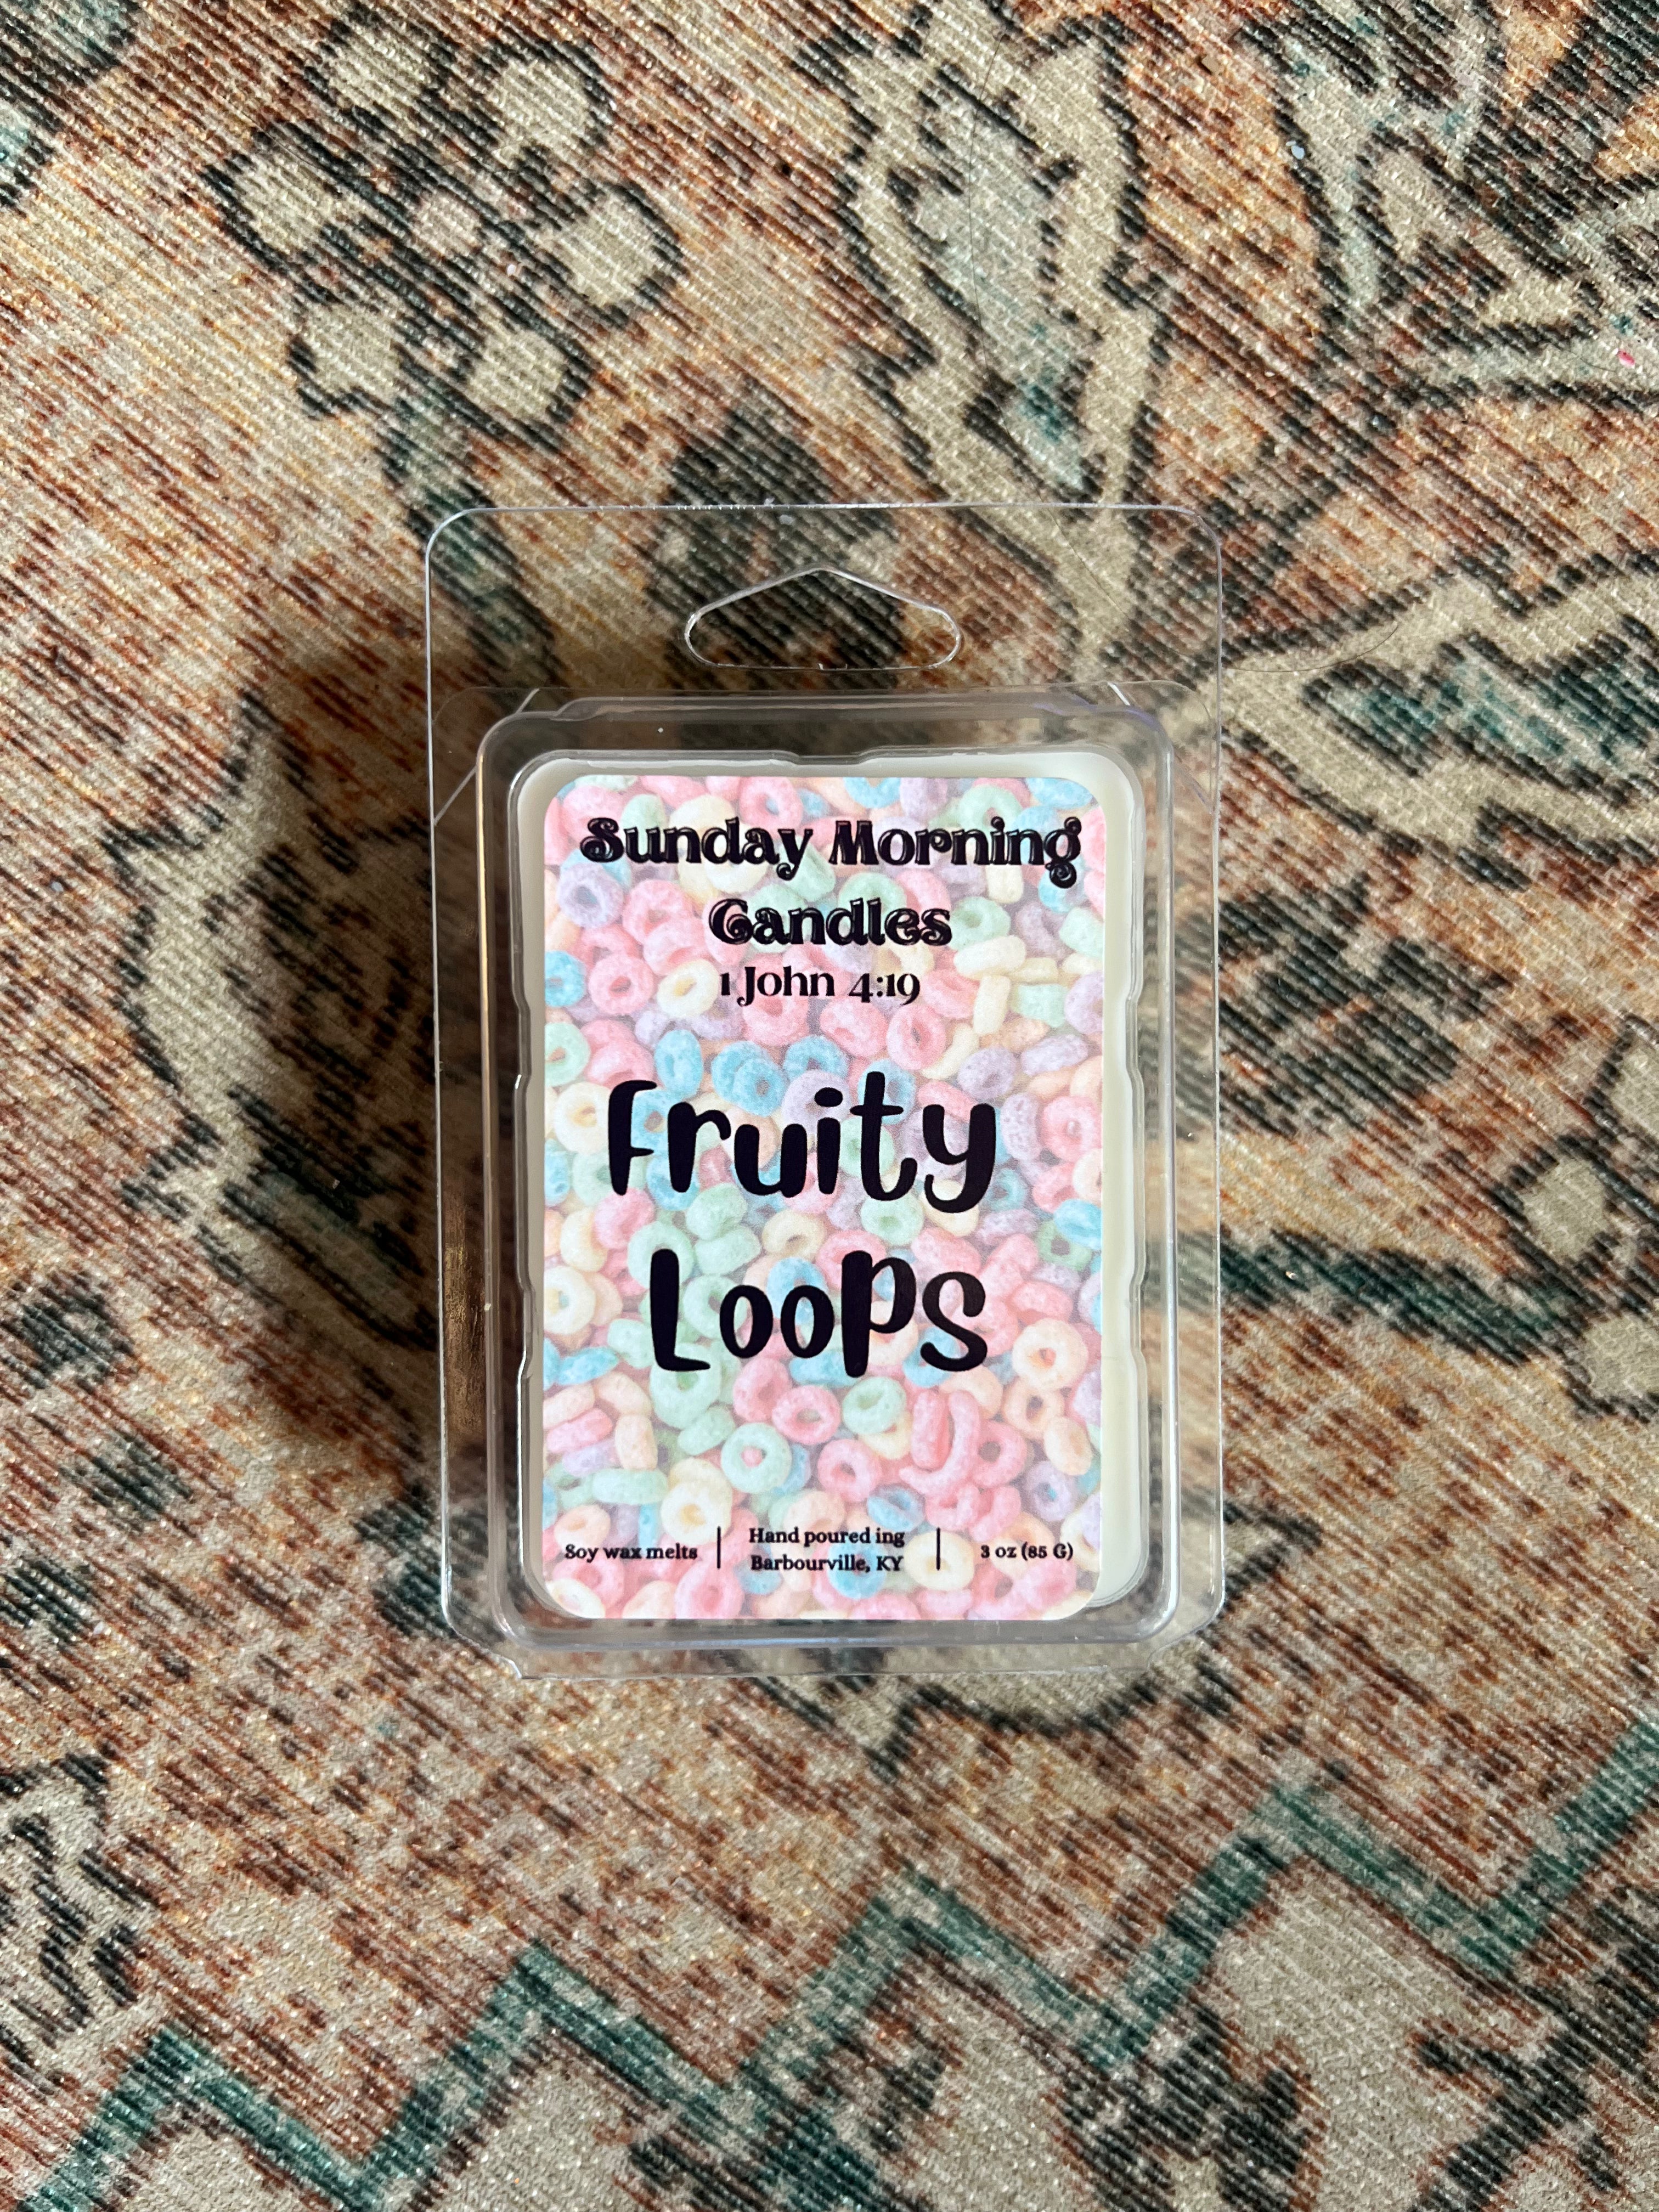 Sunday Morning
Candles
1 John 4:19
Fruity
Loops
Soy wax melts
Hand poured ing
Barbourville, KY
3 oz (85 G)